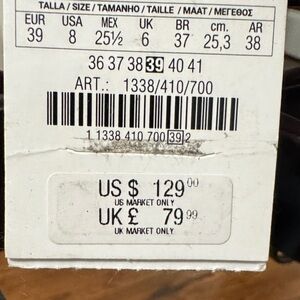 TALLA / SIZE / TAMANHO / TAILLE / MAAT / ΜΕΓΕΘΟΣ
EUR USA MEX UK BR cm. AR
39 8 25½ 6 37 25,3 38
36 37 38 39 40 41
ART.: 1338/410/700
1 1338 410 700 39 2
US $ 129 00
US MARKET ONLY
UK £ 79 99
UK MARKET ONLY